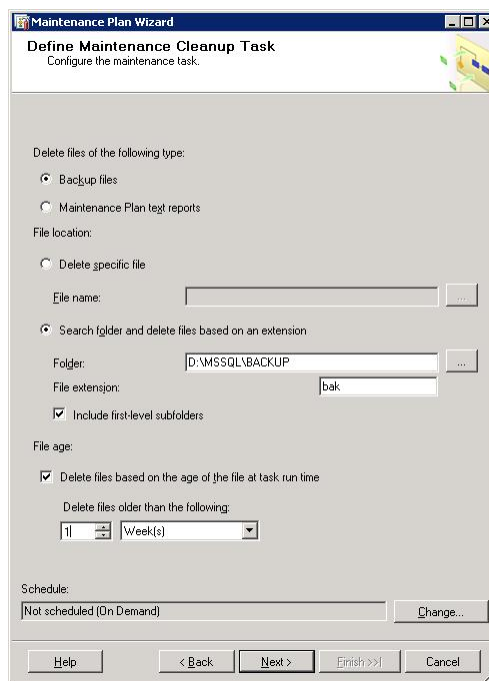 Maintenance Plan Wizard
Define Maintenance Cleanup Task
Configure the maintenance task.
Delete files of the following type:
Backup files
Maintenance Plan text reports
File location:
Delete specific file
File name:
...
Search folder and delete files based on an extension
Folder: D:\MSSQL\BACKUP ...
File extension: bak
Include first-level subfolders
File age:
Delete files based on the age of the file at task run time
Delete files older than the following:
1 Week(s)
Schedule:
Not scheduled (On Demand) Change...
Help < Back Next > Finish >>| Cancel